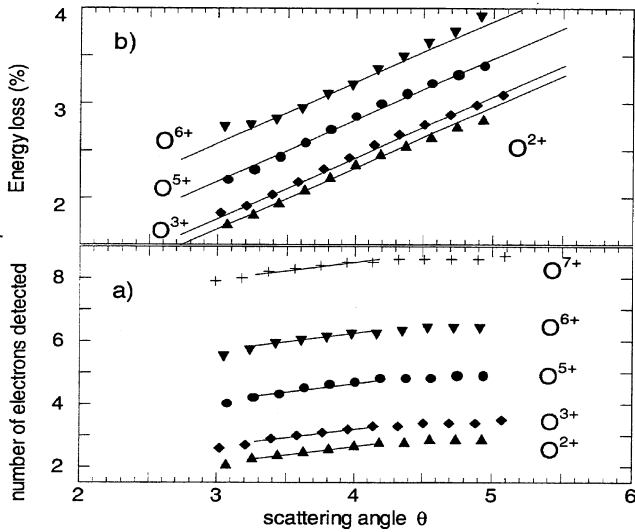 b)
4
3
2
Energy loss (%)
O6+
O5+
O3+
O2+
a)
8
6
4
2
number of electrons detected
O7+
O6+
O5+
O3+
O2+
2 3 4 5 6
scattering angle θ